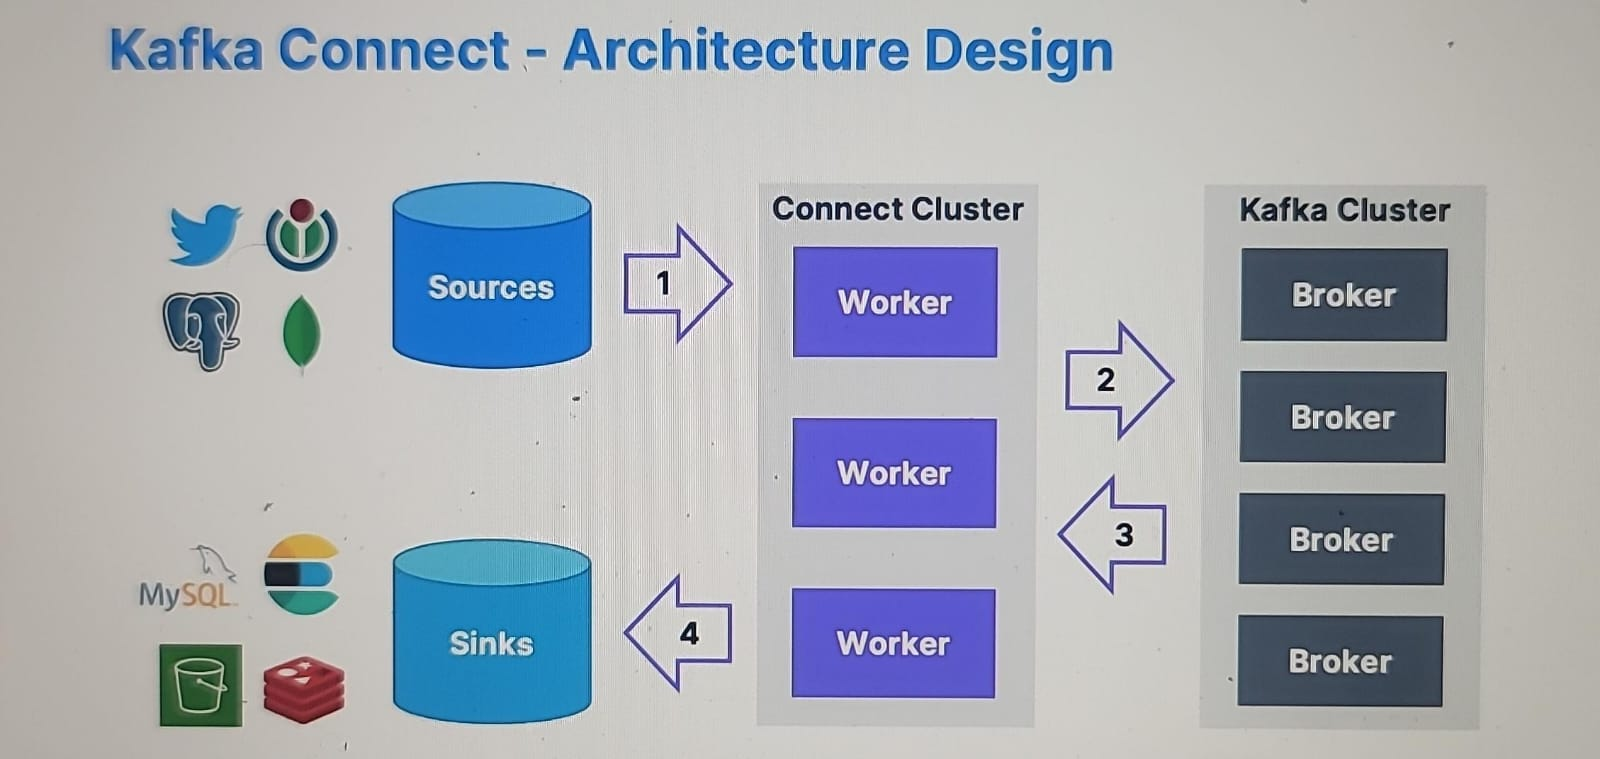 Kafka Connect - Architecture Design
Sources
1
Connect Cluster
Worker
Worker
Worker
2
3
Kafka Cluster
Broker
Broker
Broker
Broker
MySQL
Sinks
4